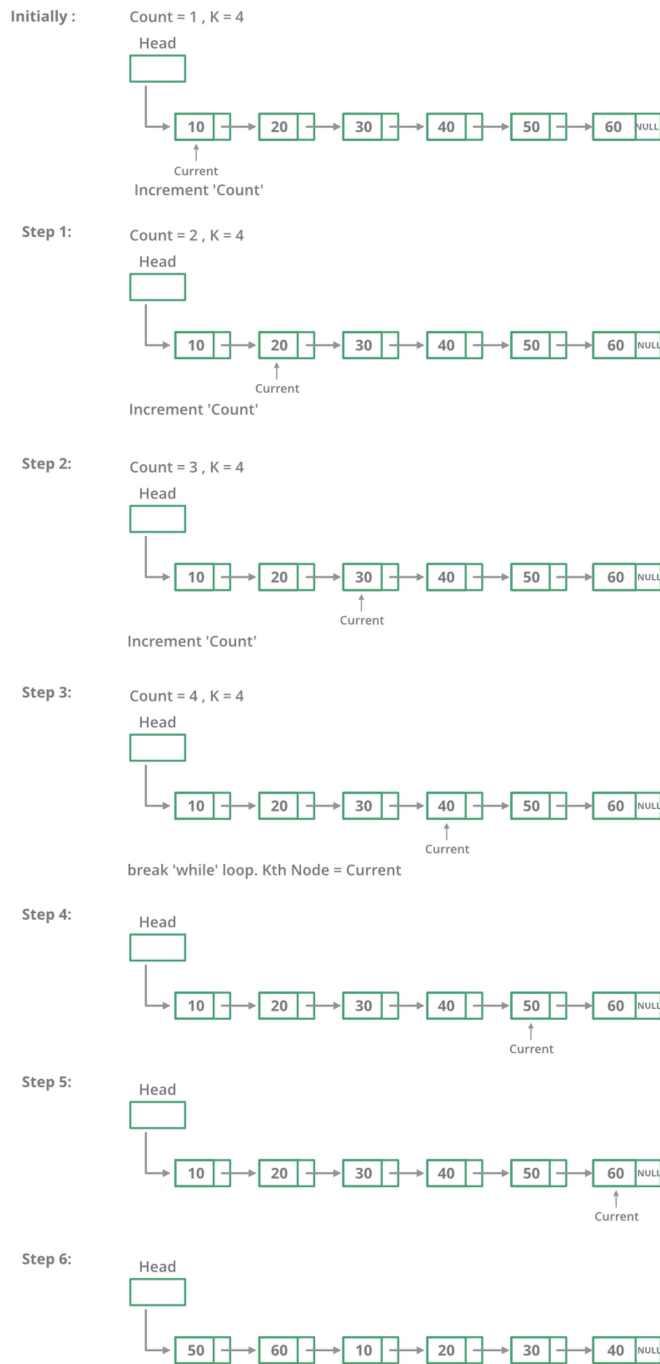 Initially :
Count = 1 , K = 4
Head
10 20 30 40 50 60 NULL
Current
Increment 'Count'
Step 1:
Count = 2 , K = 4
Head
10 20 30 40 50 60 NULL
Current
Increment 'Count'
Step 2:
Count = 3 , K = 4
Head
10 20 30 40 50 60 NULL
Current
Increment 'Count'
Step 3:
Count = 4 , K = 4
Head
10 20 30 40 50 60 NULL
Current
break 'while' loop. Kth Node = Current
Step 4:
Head
10 20 30 40 50 60 NULL
Current
Step 5:
Head
10 20 30 40 50 60 NULL
Current
Step 6:
Head
50 60 10 20 30 40 NULL